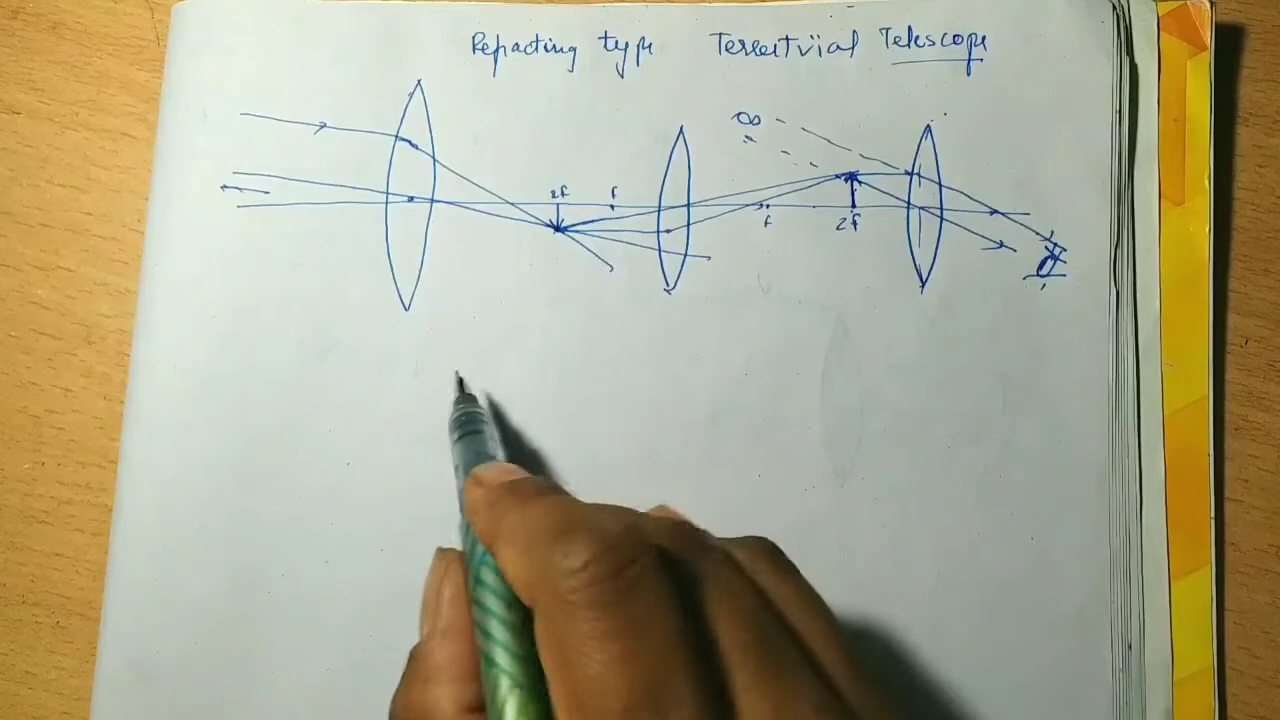 Refracting type Terrestrial Telescope
∞
2f f
f 2f